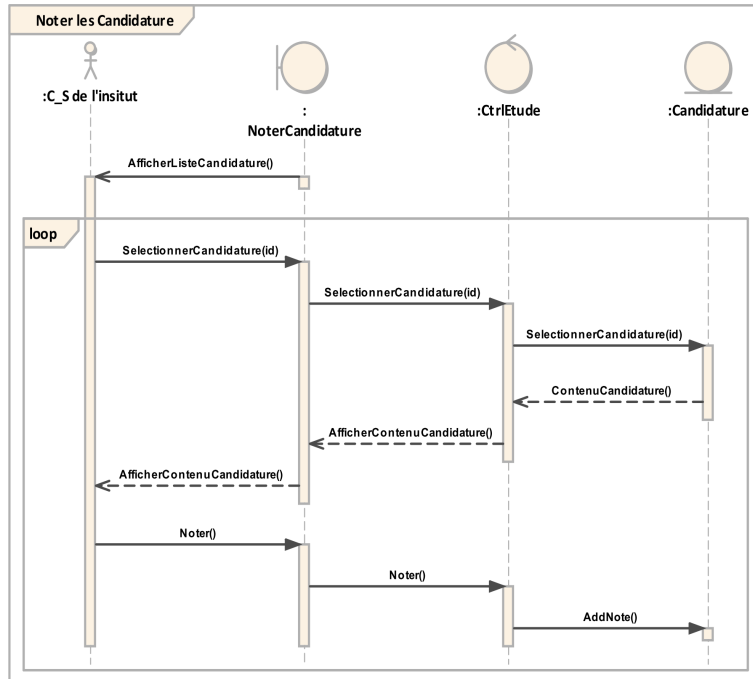 Noter les Candidature
:C_S de l'insitut
:
NoterCandidature
:CtrlEtude
:Candidature
AfficherListeCandidature()
loop
SelectionnerCandidature(id)
SelectionnerCandidature(id)
SelectionnerCandidature(id)
ContenuCandidature()
AfficherContenuCandidature()
AfficherContenuCandidature()
Noter()
Noter()
AddNote()